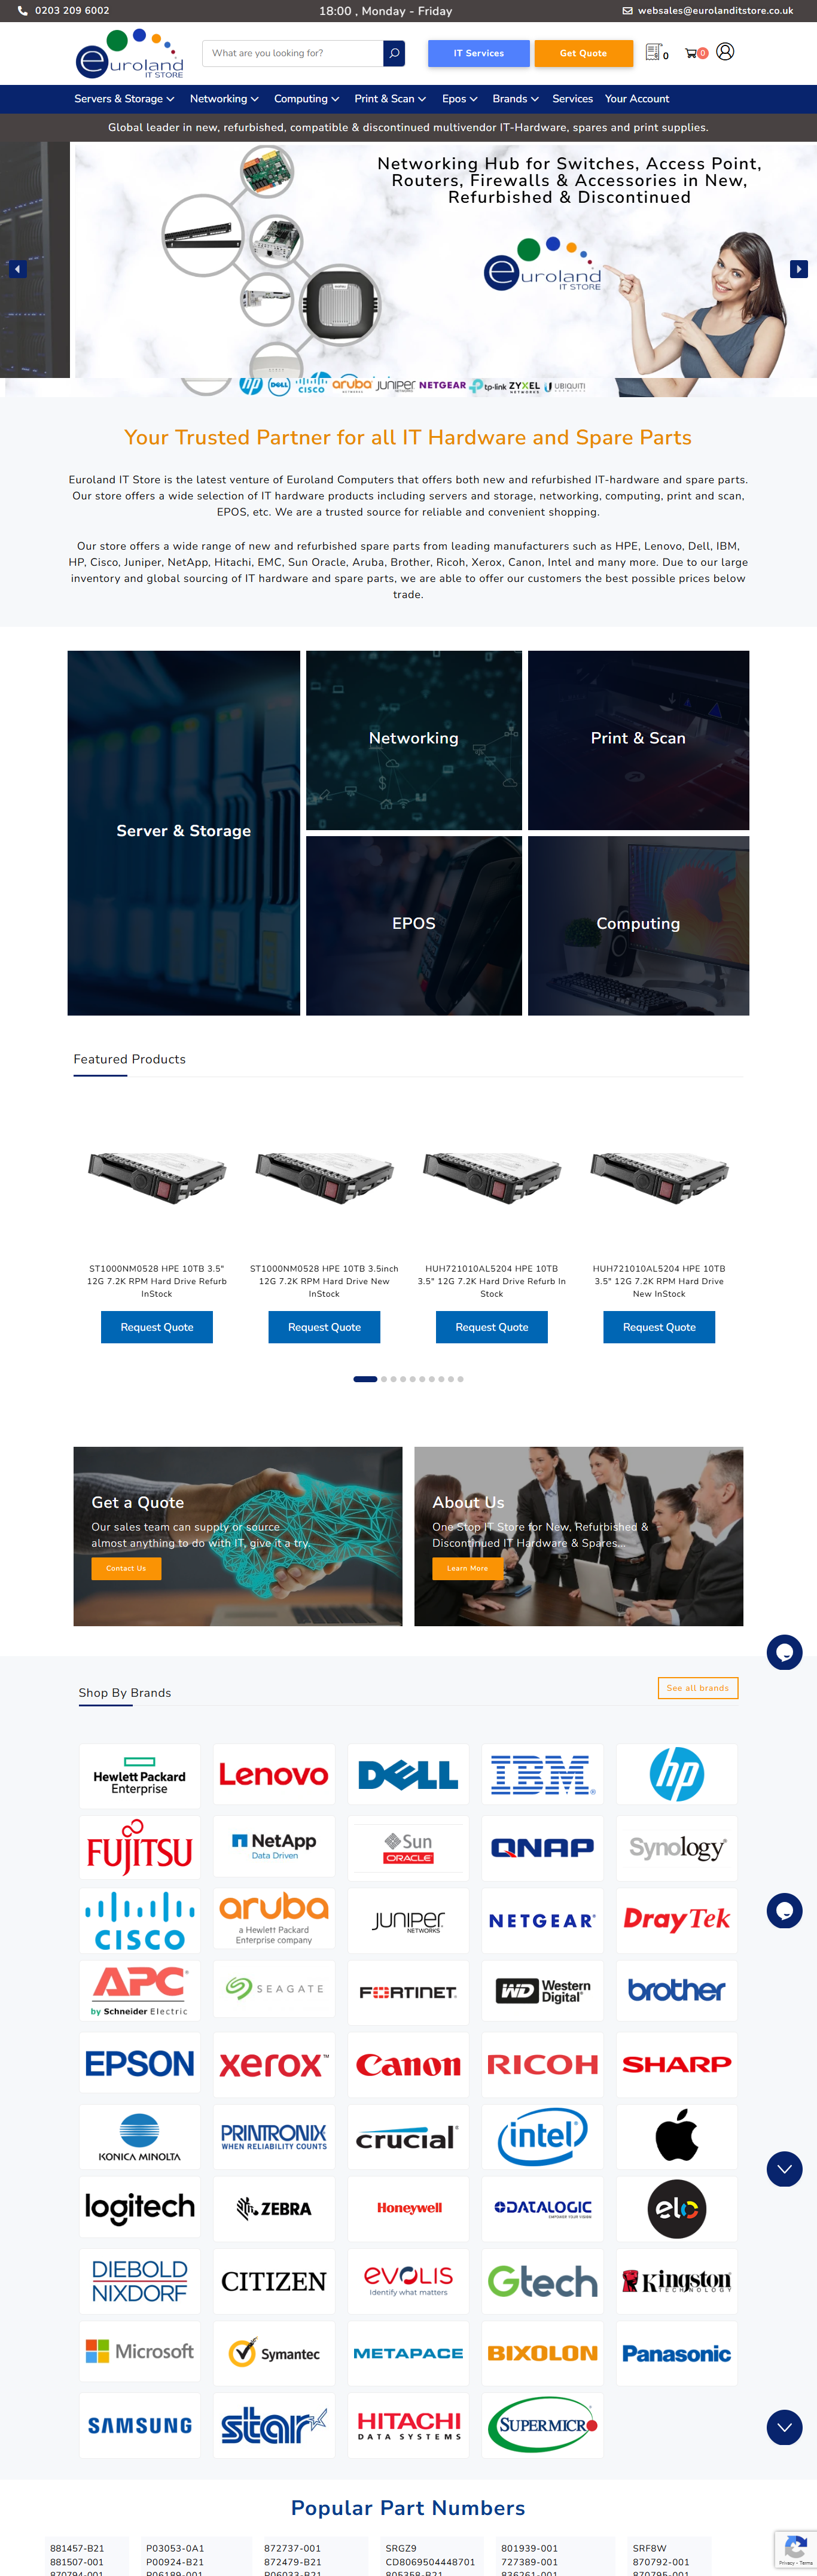 0203 209 6002
18:00 , Monday - Friday
websales@eurolanditstore.co.uk
euroland
IT STORE
What are you looking for?
IT Services
Get Quote
0
0
Servers & Storage
Networking
Computing
Print & Scan
Epos
Brands
Services
Your Account
Global leader in new, refurbished, compatible & discontinued multivendor IT-Hardware, spares and print supplies.
Networking Hub for Switches, Access Point,
Routers, Firewalls & Accessories in New,
Refurbished & Discontinued
euroland
IT STORE
hp
DELL
CISCO
aruba
NETWORKS
JUNIPER
NETWORKS
NETGEAR
tp-link
ZYXEL
NETWORKS
UBIQUITI
Your Trusted Partner for all IT Hardware and Spare Parts
Euroland IT Store is the latest venture of Euroland Computers that offers both new and refurbished IT-hardware and spare parts.
Our store offers a wide selection of IT hardware products including servers and storage, networking, computing, print and scan,
EPOS, etc. We are a trusted source for reliable and convenient shopping.
Our store offers a wide range of new and refurbished spare parts from leading manufacturers such as HPE, Lenovo, Dell, IBM,
HP, Cisco, Juniper, NetApp, Hitachi, EMC, Sun Oracle, Aruba, Brother, Ricoh, Xerox, Canon, Intel and many more. Due to our large
inventory and global sourcing of IT hardware and spare parts, we are able to offer our customers the best possible prices below
trade.
Server & Storage
Networking
Print & Scan
EPOS
Computing
Featured Products
ST1000NM0528 HPE 10TB 3.5"
12G 7.2K RPM Hard Drive Refurb
InStock
Request Quote
ST1000NM0528 HPE 10TB 3.5inch
12G 7.2K RPM Hard Drive New
InStock
Request Quote
HUH721010AL5204 HPE 10TB
3.5" 12G 7.2K Hard Drive Refurb In
Stock
Request Quote
HUH721010AL5204 HPE 10TB
3.5" 12G 7.2K RPM Hard Drive
New InStock
Request Quote
Get a Quote
Our sales team can supply or source
almost anything to do with IT, give it a try.
Contact Us
About Us
One Stop IT Store for New, Refurbished &
Discontinued IT Hardware & Spares...
Learn More
Shop By Brands
See all brands
Hewlett Packard
Enterprise
Lenovo
DELL
IBM
hp
FUJITSU
NetApp
Data Driven
Sun
ORACLE
QNAP
Synology
CISCO
aruba
a Hewlett Packard
Enterprise company
JUNIPER
NETWORKS
NETGEAR
DrayTek
APC
by Schneider Electric
SEAGATE
FORTINET
WD Western
Digital
brother
EPSON
xerox™
Canon
RICOH
SHARP
KONICA MINOLTA
PRINTRONIX
WHEN RELIABILITY COUNTS
crucial
intel
logitech
ZEBRA
Honeywell
DATALOGIC
elo
DIEBOLD
NIXDORF
CITIZEN
EVOLIS
Identify what matters
Gtech
Kingston
TECHNOLOGY
Microsoft
Symantec
METAPACE
BIXOLON
Panasonic
SAMSUNG
star
HITACHI
DATA SYSTEMS
SUPERMICR
Popular Part Numbers
881457-B21
881507-001
870794-001
P03053-0A1
P00924-B21
P06189-001
872737-001
872479-B21
P06033-B21
SRGZ9
CD8069504448701
805358-B21
801939-001
727389-001
836261-001
SRF8W
870792-001
870795-001
Privacy - Terms